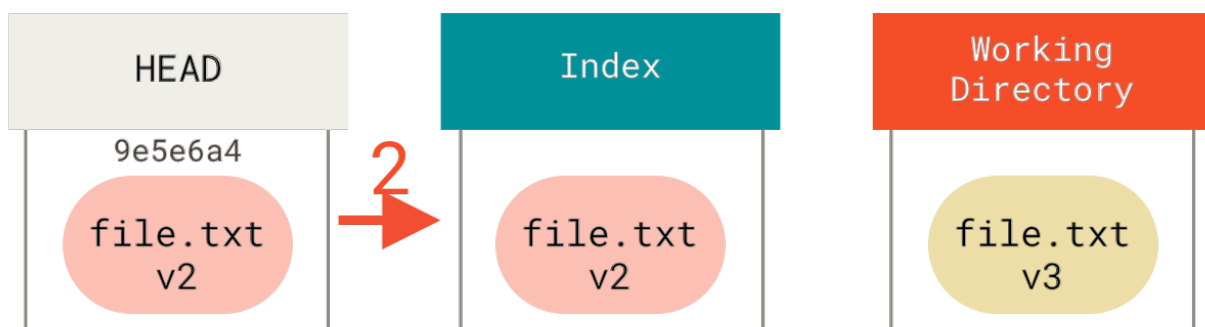 HEAD
Index
Working
Directory
9e5e6a4
2
file.txt
v2
file.txt
v2
file.txt
v3